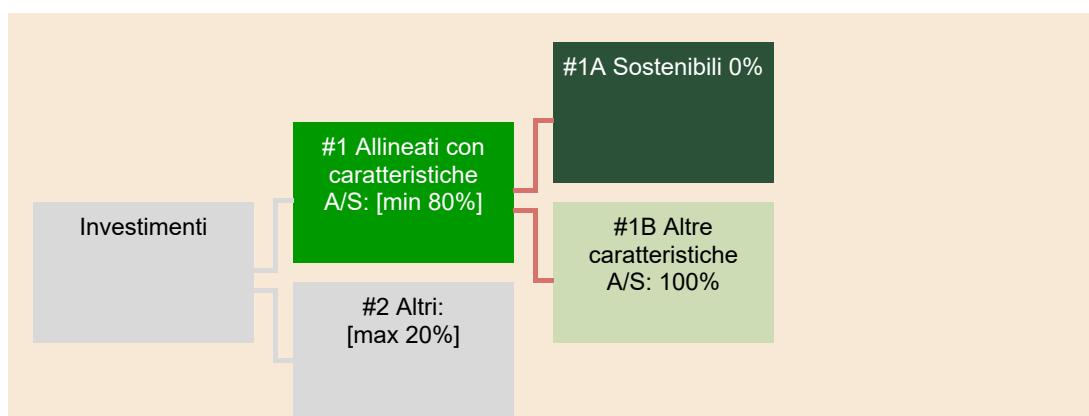 #1A Sostenibili 0%
#1 Allineati con
caratteristiche
A/S: [min 80%]
Investimenti
#1B Altre
caratteristiche
A/S: 100%
#2 Altri:
[max 20%]